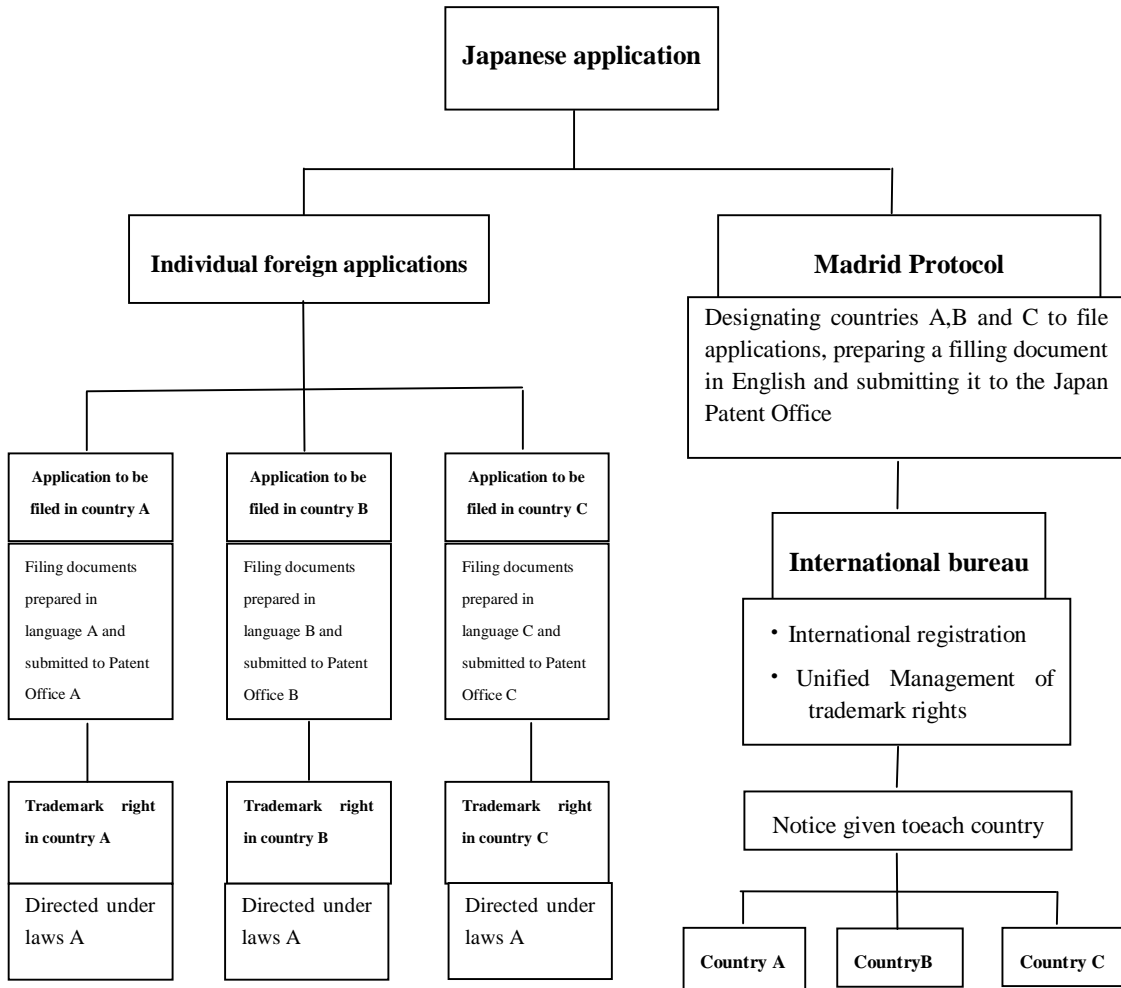 Japanese application
Individual foreign applications
Madrid Protocol
Designating countries A,B and C to file
applications, preparing a filling document
in English and submitting it to the Japan
Patent Office
Application to be
filed in country A
Application to be
filed in country B
Application to be
filed in country C
Filing documents
prepared in
language A and
submitted to Patent
Office A
Filing documents
prepared in
language B and
submitted to Patent
Office B
Filing documents
prepared in
language C and
submitted to Patent
Office C
International bureau
・International registration
・Unified Management of
trademark rights
Trademark right
in country A
Trademark right
in country B
Trademark right
in country C
Notice given toeach country
Directed under
laws A
Directed under
laws A
Directed under
laws A
Country A
CountryB
Country C